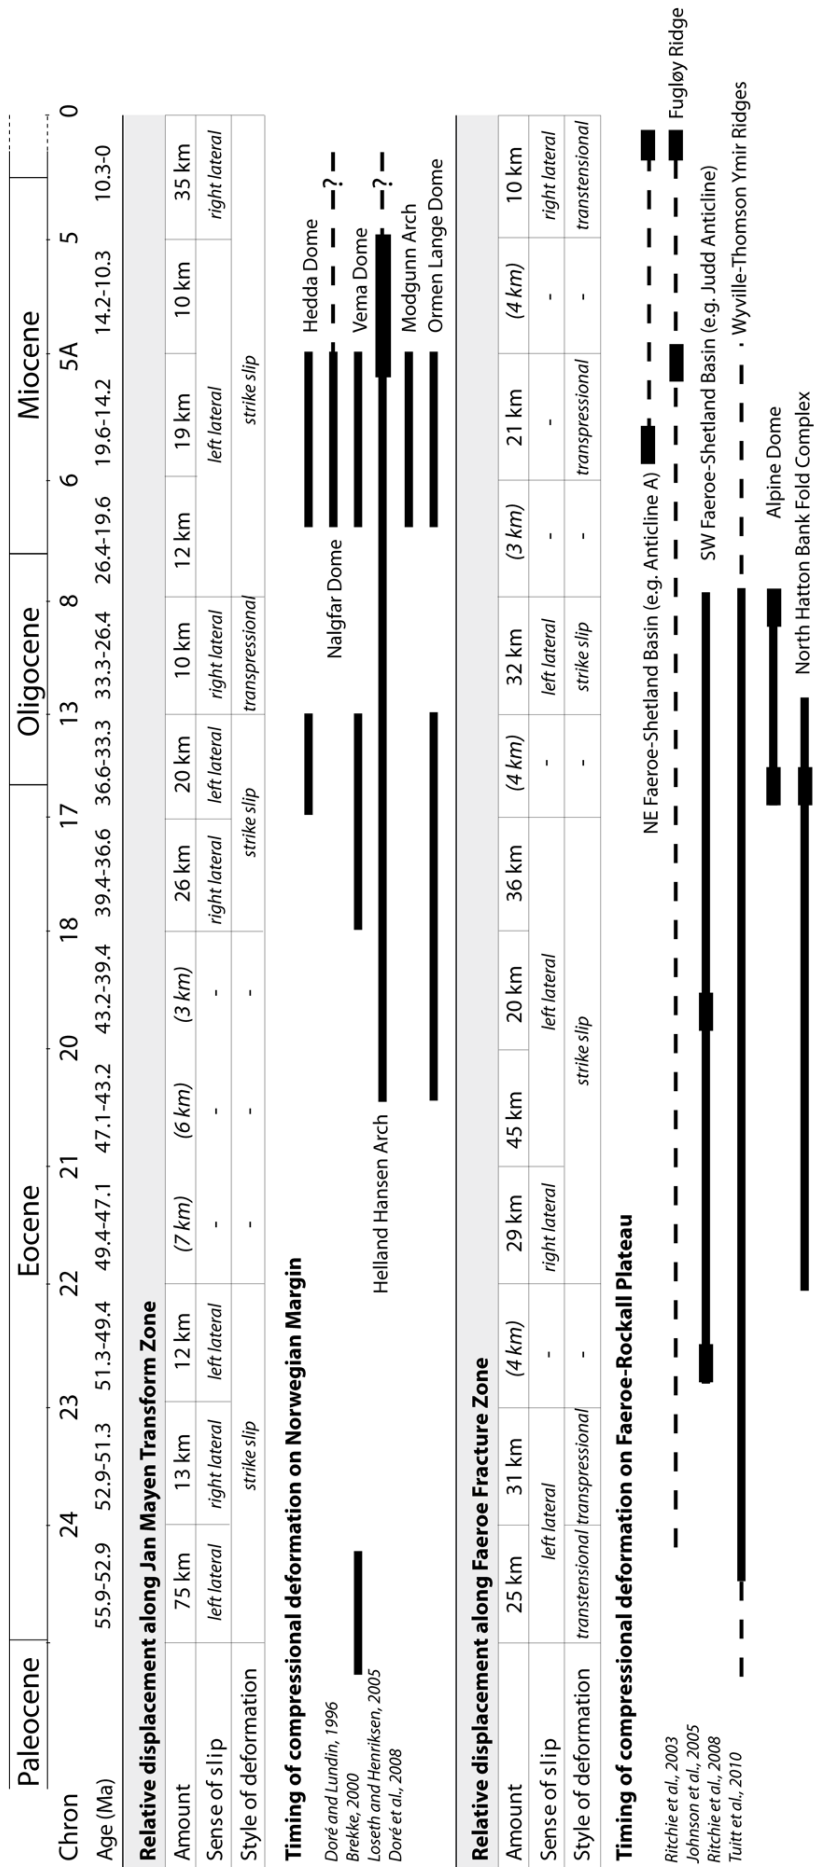 Paleocene Eocene Oligocene Miocene
Chron 24 23 22 21 20 18 17 13 8 6 5A 5 0
Age (Ma) 55.9-52.9 52.9-51.3 51.3-49.4 49.4-47.1 47.1-43.2 43.2-39.4 39.4-36.6 36.6-33.3 33.3-26.4 26.4-19.6 19.6-14.2 14.2-10.3 10.3-0
Relative displacement along Jan Mayen Transform Zone
Amount 75 km 13 km 12 km (7 km) (6 km) (3 km) 26 km 20 km 10 km 12 km 19 km 10 km 35 km
Sense of slip left lateral right lateral left lateral - - - right lateral left lateral right lateral left lateral right lateral
Style of deformation strike slip - - - strike slip transpressional strike slip
Timing of compressional deformation on Norwegian Margin
Hedda Dome
Doré and Lundin, 1996 Nalgfar Dome ?
Brekke, 2000 Vema Dome
Loseth and Henriksen, 2005 Helland Hansen Arch ?
Doré et al., 2008 Modgunn Arch
Ormen Lange Dome
Relative displacement along Faeroe Fracture Zone
Amount 25 km 31 km (4 km) 29 km 45 km 20 km 36 km (4 km) 32 km (3 km) 21 km (4 km) 10 km
Sense of slip left lateral - right lateral left lateral - left lateral - - - right lateral
Style of deformation transtensional transpressional - strike slip - strike slip - transpressional - transtensional
Timing of compressional deformation on Faeroe-Rockall Plateau
NE Faeroe-Shetland Basin (e.g. Anticline A)
Ritchie et al., 2003 Fugløy Ridge
Johnson et al., 2005
Ritchie et al., 2008 SW Faeroe-Shetland Basin (e.g. Judd Anticline)
Tuitt et al., 2010 Wyville-Thomson Ymir Ridges
Alpine Dome
North Hatton Bank Fold Complex